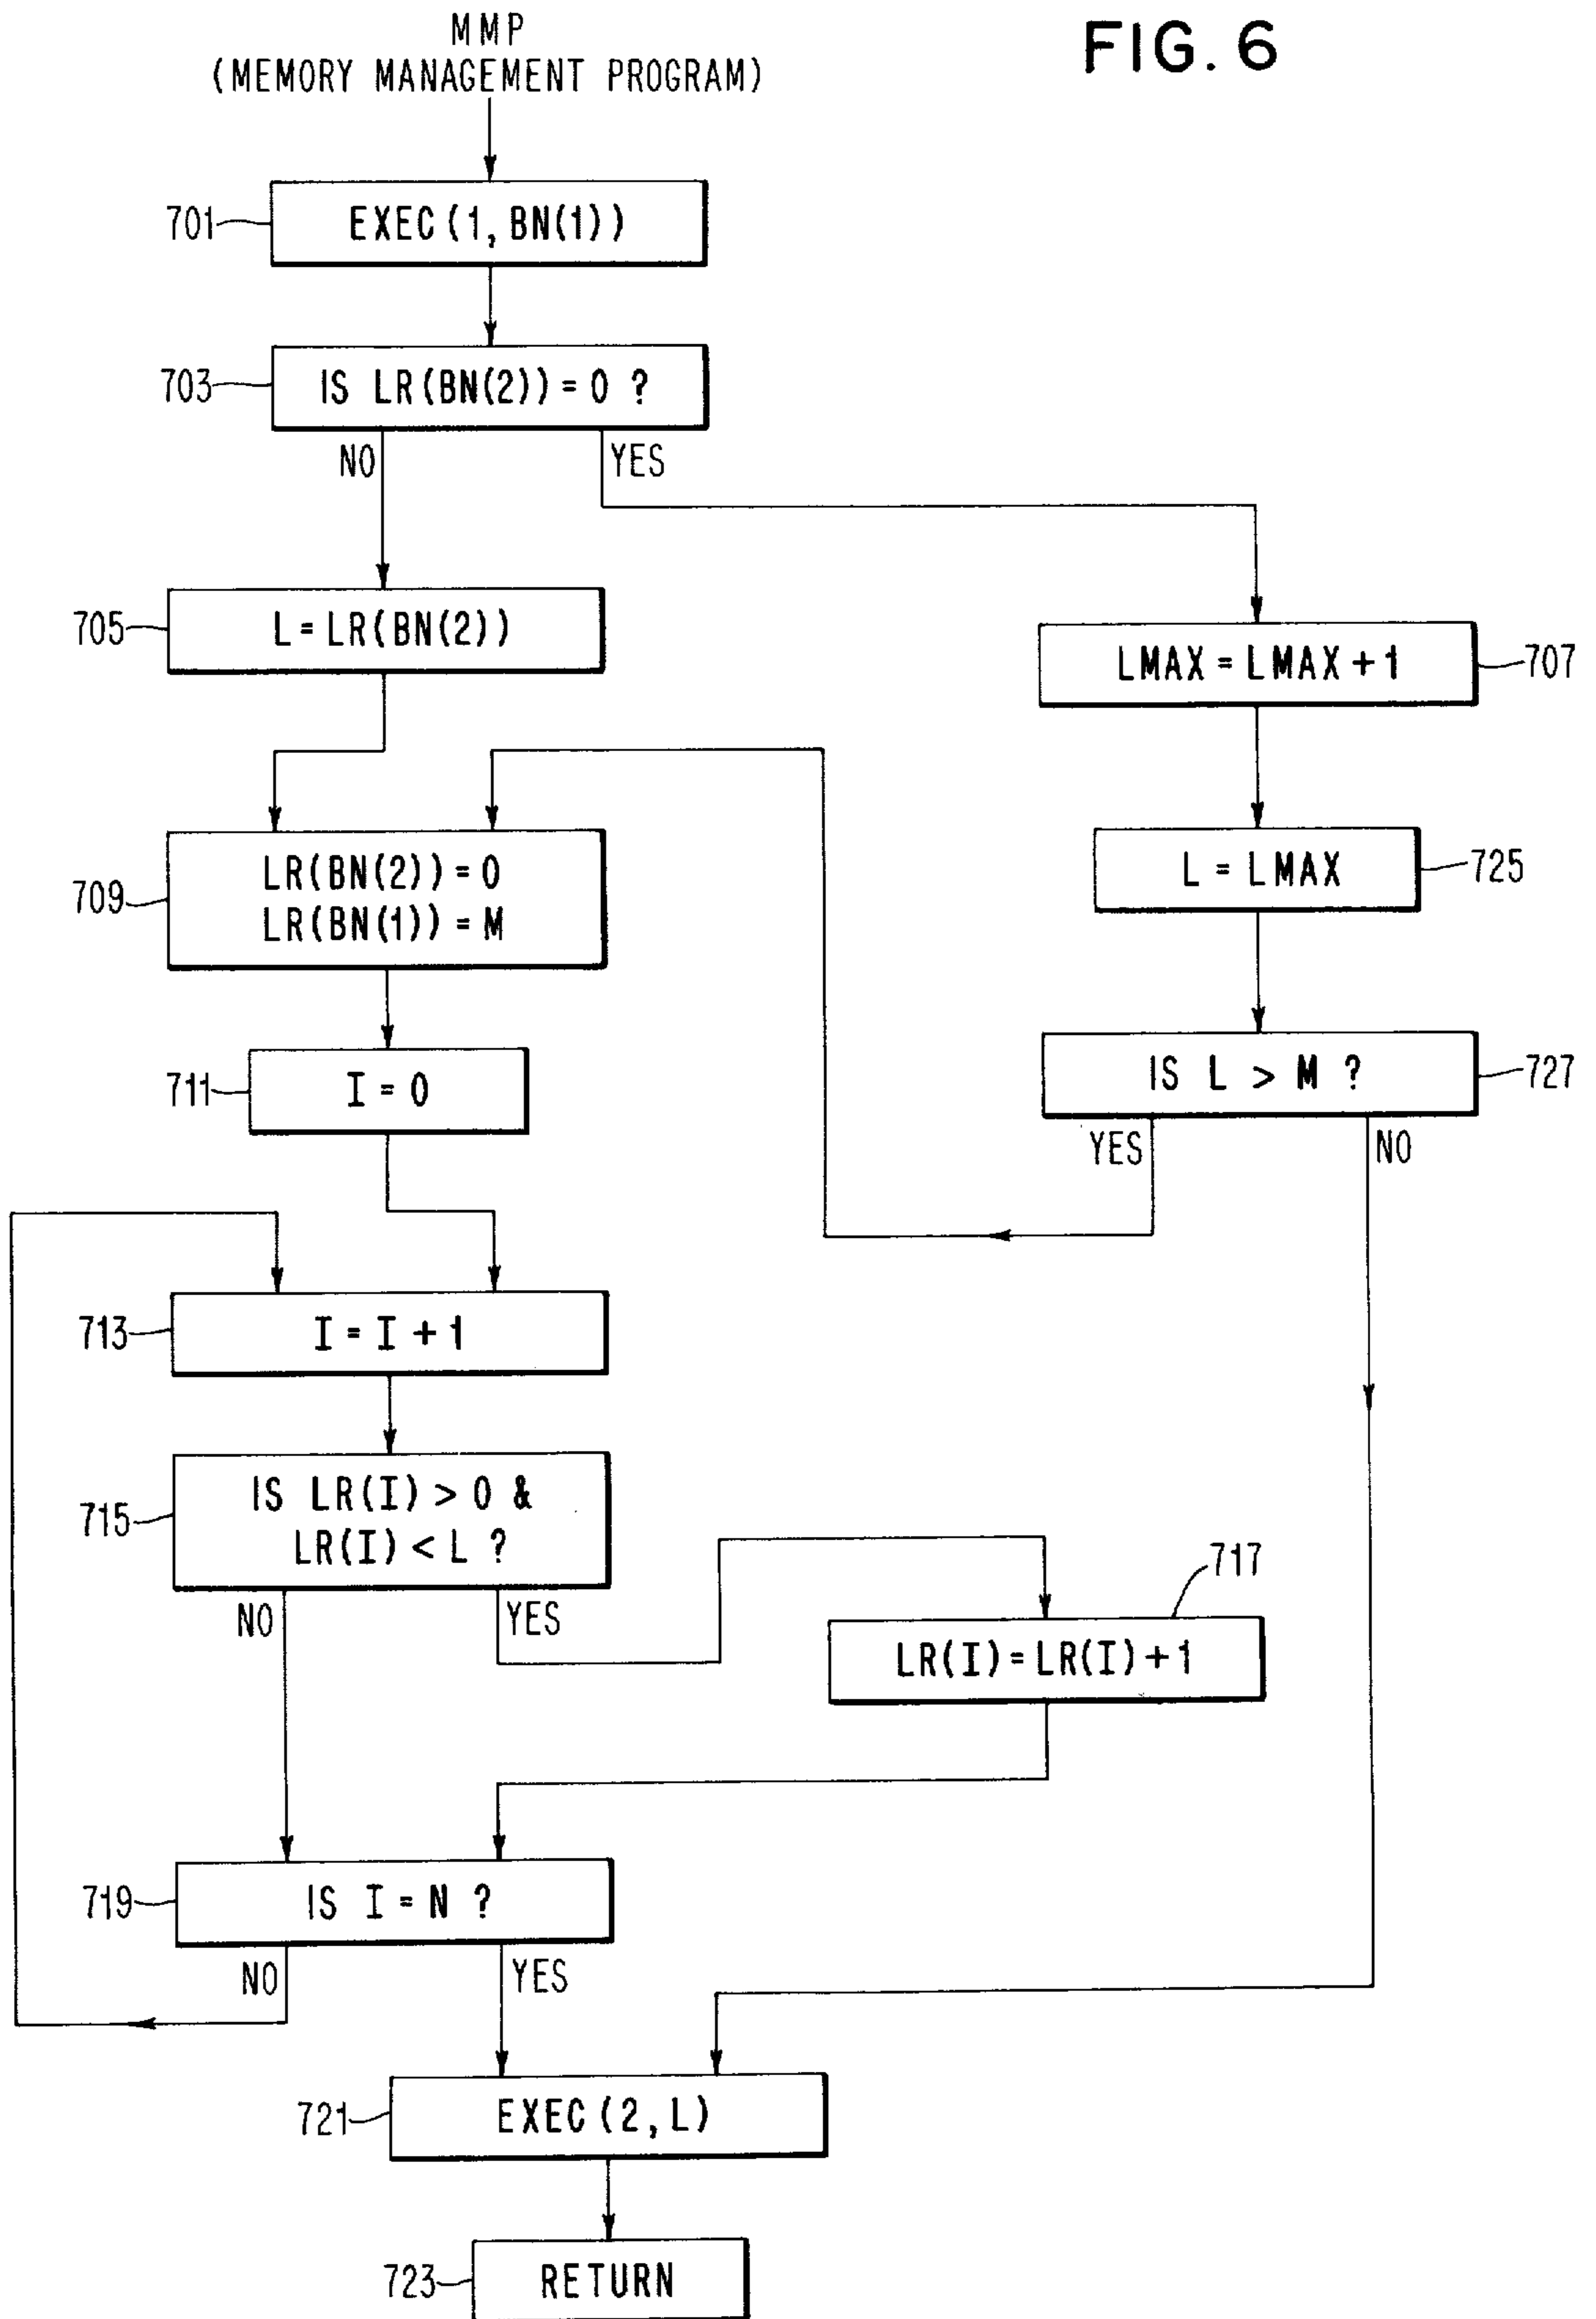 FIG. 6
MMP
(MEMORY MANAGEMENT PROGRAM)
701
EXEC(1, BN(1))
703
IS LR(BN(2)) = 0 ?
NO
YES
705
L = LR(BN(2))
LMAX = LMAX + 1
707
709
LR(BN(2)) = 0
LR(BN(1)) = M
L = LMAX
725
711
I = 0
IS L > M ?
727
YES
NO
713
I = I + 1
715
IS LR(I) > 0 &
LR(I) < L ?
NO
YES
717
LR(I) = LR(I) + 1
719
IS I = N ?
NO
YES
721
EXEC(2, L)
723
RETURN